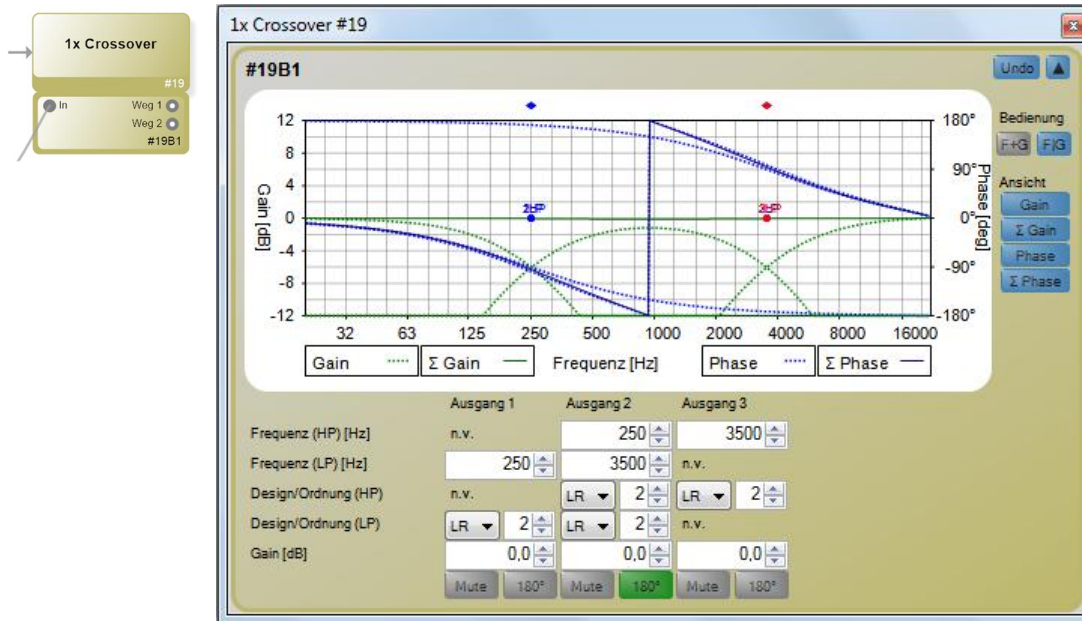 1x Crossover
#19
In Weg 1
Weg 2
#19B1
1x Crossover #19
#19B1
Undo ▲
Bedienung
F+G F|G
Ansicht
Gain
Σ Gain
Phase
Σ Phase
12 180°
8
4 90°
0 0°
-4
-8 -90°
-12 -180°
Gain [dB]
Phase [deg]
32 63 125 250 500 1000 2000 4000 8000 16000
Gain Σ Gain Frequenz [Hz] Phase Σ Phase
Ausgang 1 Ausgang 2 Ausgang 3
Frequenz (HP) [Hz] n.v. 250 3500
Frequenz (LP) [Hz] 250 3500 n.v.
Design/Ordnung (HP) n.v. LR 2 LR 2
Design/Ordnung (LP) LR 2 LR 2 n.v.
Gain [dB] 0,0 0,0 0,0
Mute 180° Mute 180° Mute 180°